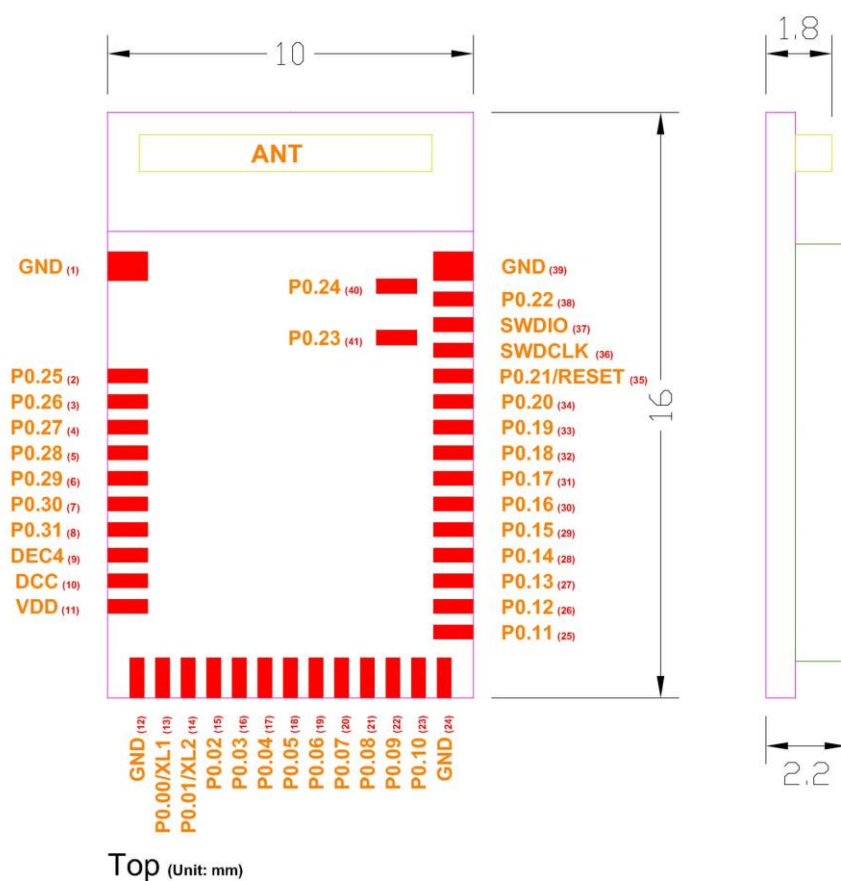 10
1.8
ANT
GND (1)
P0.24 (40)
GND (39)
P0.22 (38)
P0.23 (41)
SWDIO (37)
SWDCLK (36)
P0.25 (2)
P0.21/RESET (35)
P0.26 (3)
P0.20 (34)
16
P0.27 (4)
P0.19 (33)
P0.28 (5)
P0.18 (32)
P0.29 (6)
P0.17 (31)
P0.30 (7)
P0.16 (30)
P0.31 (8)
P0.15 (29)
DEC4 (9)
P0.14 (28)
DCC (10)
P0.13 (27)
VDD (11)
P0.12 (26)
P0.11 (25)
GND (12)
P0.00/XL1 (13)
P0.01/XL2 (14)
P0.02 (15)
P0.03 (16)
P0.04 (17)
P0.05 (18)
P0.06 (19)
P0.07 (20)
P0.08 (21)
P0.09 (22)
P0.10 (23)
GND (24)
2.2
Top (Unit: mm)